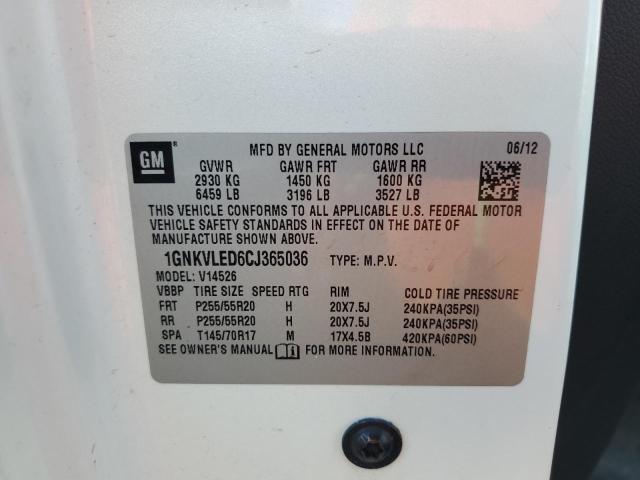 MFD BY GENERAL MOTORS LLC 06/12
GM®
GVWR GAWR FRT GAWR RR
2930 KG 1450 KG 1600 KG
6459 LB 3196 LB 3527 LB
THIS VEHICLE CONFORMS TO ALL APPLICABLE U.S. FEDERAL MOTOR
VEHICLE SAFETY STANDARDS IN EFFECT ON THE DATE OF
MANUFACTURE SHOWN ABOVE.
1GNKVLED6CJ365036 TYPE: M.P.V.
MODEL: V14526
VBBP TIRE SIZE SPEED RTG RIM COLD TIRE PRESSURE
FRT P255/55R20 H 20X7.5J 240KPA(35PSI)
RR P255/55R20 H 20X7.5J 240KPA(35PSI)
SPA T145/70R17 M 17X4.5B 420KPA(60PSI)
SEE OWNER'S MANUAL FOR MORE INFORMATION.